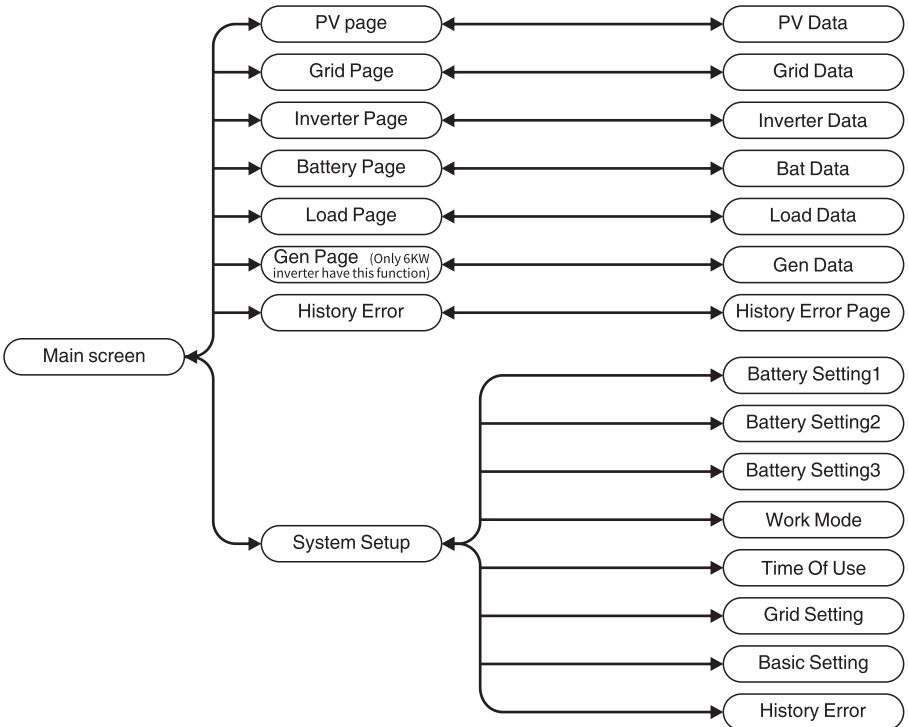 PV page
PV Data
Grid Page
Grid Data
Inverter Page
Inverter Data
Battery Page
Bat Data
Load Page
Load Data
Gen Page (Only 6KW
inverter have this function)
Gen Data
History Error
History Error Page
Main screen
Battery Setting1
Battery Setting2
Battery Setting3
Work Mode
System Setup
Time Of Use
Grid Setting
Basic Setting
History Error